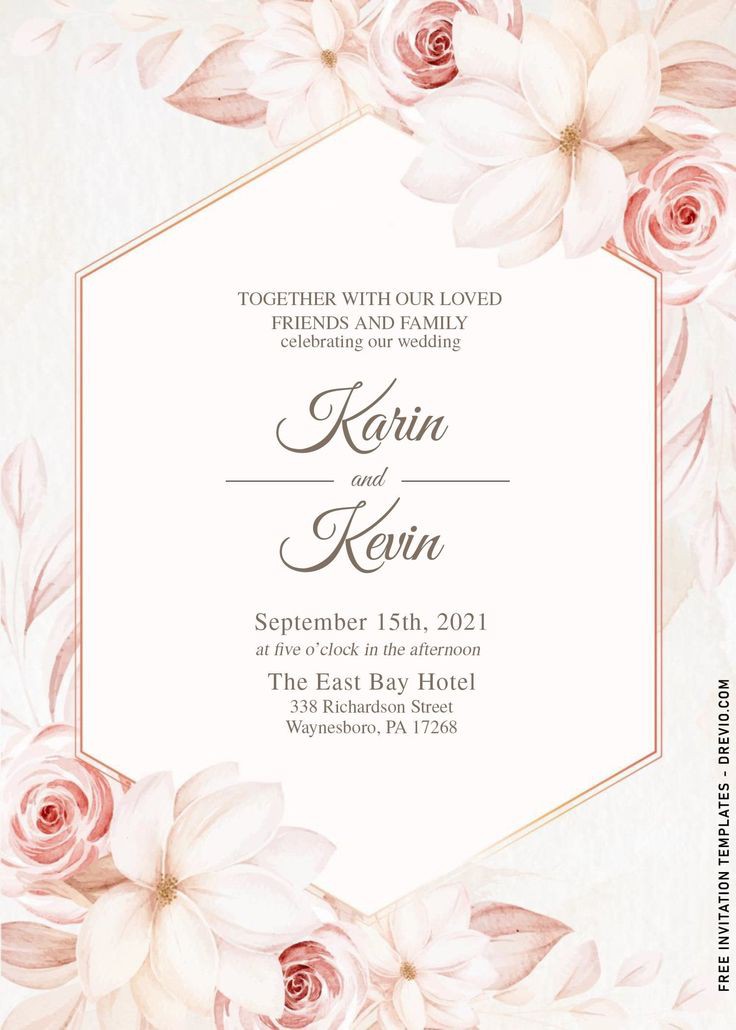 TOGETHER WITH OUR LOVED
FRIENDS AND FAMILY
celebrating our wedding
Karin
and
Kevin
September 15th, 2021
at five o’clock in the afternoon
The East Bay Hotel
338 Richardson Street
Waynesboro, PA 17268
FREE INVITATION TEMPLATES - DREVIO.COM